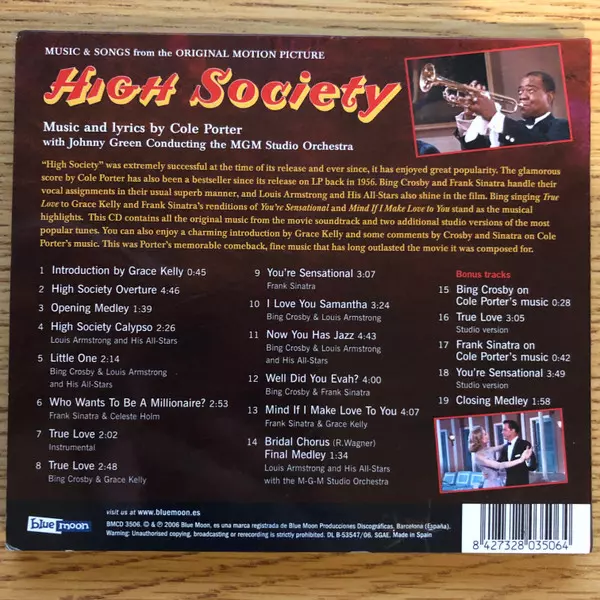 MUSIC & SONGS from the ORIGINAL MOTION PICTURE
HIGH SOCIETY
Music and lyrics by Cole Porter
with Johnny Green Conducting the MGM Studio Orchestra
"High Society" was extremely successful at the time of its release and ever since, it has enjoyed great popularity. The glamorous
score by Cole Porter has also been a bestseller since its release on LP back in 1956. Bing Crosby and Frank Sinatra handle their
vocal assignments in their usual superb manner, and Louis Armstrong and His All-Stars also shine in the film. Bing singing True
Love to Grace Kelly and Frank Sinatra's renditions of You're Sensational and Mind If I Make Love to You stand as the musical
highlights. This CD contains all the original music from the movie soundtrack and two additional studio versions of the most
popular tunes. You can also enjoy a charming introduction by Grace Kelly and some comments by Crosby and Sinatra on Cole
Porter's music. This was Porter's memorable comeback, fine music that has long outlasted the movie it was composed for.
1 Introduction by Grace Kelly 0:45
2 High Society Overture 4:46
3 Opening Medley 1:39
4 High Society Calypso 2:26
Louis Armstrong and His All-Stars
5 Little One 2:14
Bing Crosby & Louis Armstrong
and His All-Stars
6 Who Wants To Be A Millionaire? 2:53
Frank Sinatra & Celeste Holm
7 True Love 2:02
Instrumental
8 True Love 2:48
Bing Crosby & Grace Kelly
9 You're Sensational 3:07
Frank Sinatra
10 I Love You Samantha 3:24
Bing Crosby & Louis Armstrong
11 Now You Has Jazz 4:43
Bing Crosby & Louis Armstrong
and His All-Stars
12 Well Did You Evah? 4:00
Bing Crosby & Frank Sinatra
13 Mind If I Make Love To You 4:07
Frank Sinatra & Grace Kelly
14 Bridal Chorus (R.Wagner)
Final Medley 1:34
Louis Armstrong and His All-Stars
with the M-G-M Studio Orchestra
Bonus tracks
15 Bing Crosby on
Cole Porter's music 0:28
16 True Love 3:05
Studio version
17 Frank Sinatra on
Cole Porter's music 0:42
18 You're Sensational 3:49
Studio version
19 Closing Medley 1:58
blue moon
visit us at www.bluemoon.es
BMCD 3506. © & ℗ 2006 Blue Moon, es una marca registrada de Blue Moon Producciones Discográficas, Barcelona (España).
Warning: Unauthorised copying, broadcasting or rerecording is strictly prohibited. DL B-53547/06. SGAE. Made in Spain
8 427328 035064